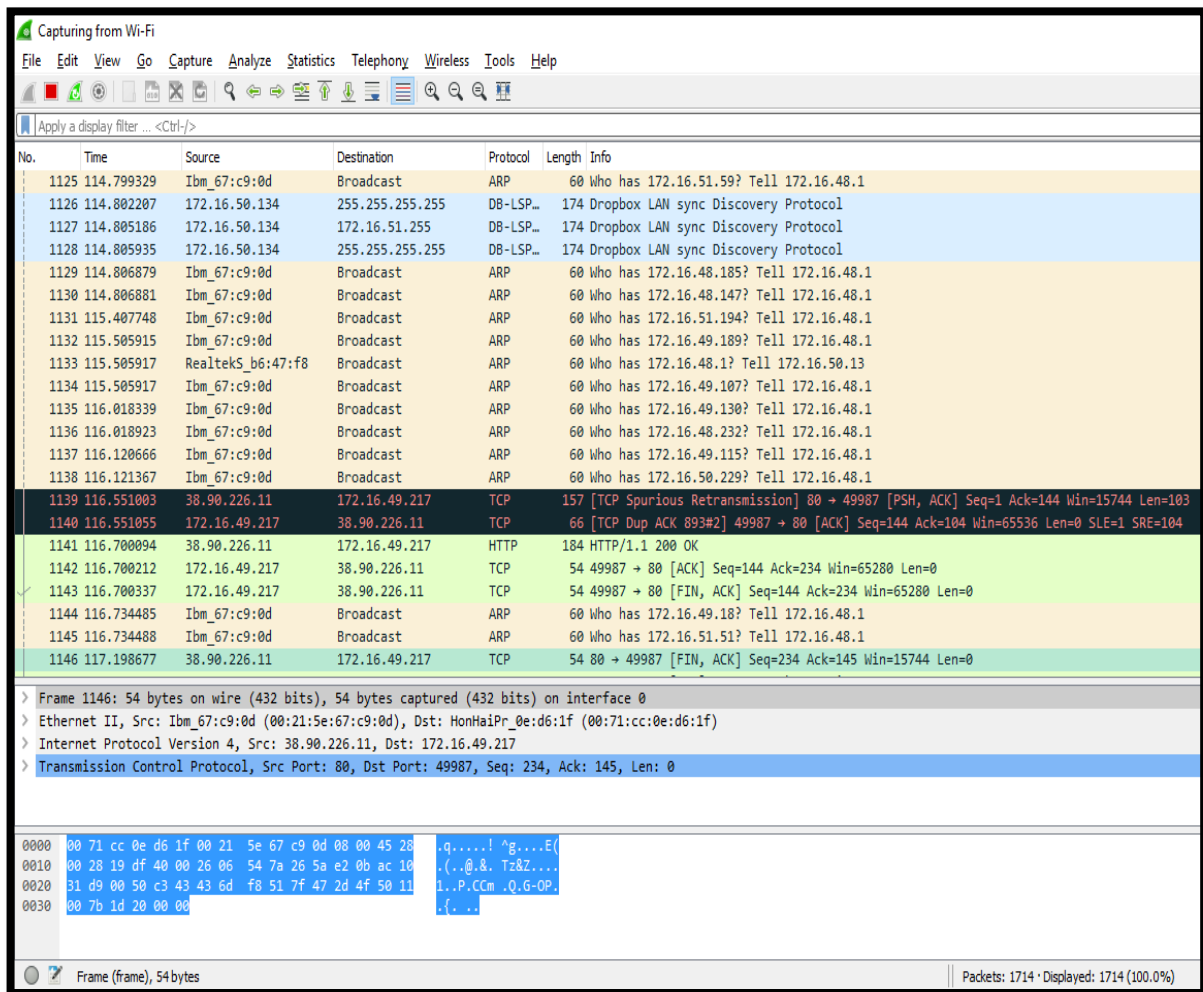 Capturing from Wi-Fi
File Edit View Go Capture Analyze Statistics Telephony Wireless Tools Help
Apply a display filter ... <Ctrl-/>
No. Time Source Destination Protocol Length Info
1125 114.799329 Ibm_67:c9:0d Broadcast ARP 60 Who has 172.16.51.59? Tell 172.16.48.1
1126 114.802207 172.16.50.134 255.255.255.255 DB-LSP… 174 Dropbox LAN sync Discovery Protocol
1127 114.805186 172.16.50.134 172.16.51.255 DB-LSP… 174 Dropbox LAN sync Discovery Protocol
1128 114.805935 172.16.50.134 255.255.255.255 DB-LSP… 174 Dropbox LAN sync Discovery Protocol
1129 114.806879 Ibm_67:c9:0d Broadcast ARP 60 Who has 172.16.48.185? Tell 172.16.48.1
1130 114.806881 Ibm_67:c9:0d Broadcast ARP 60 Who has 172.16.48.147? Tell 172.16.48.1
1131 115.407748 Ibm_67:c9:0d Broadcast ARP 60 Who has 172.16.51.194? Tell 172.16.48.1
1132 115.505915 Ibm_67:c9:0d Broadcast ARP 60 Who has 172.16.49.189? Tell 172.16.48.1
1133 115.505917 RealtekS_b6:47:f8 Broadcast ARP 60 Who has 172.16.48.1? Tell 172.16.50.13
1134 115.505917 Ibm_67:c9:0d Broadcast ARP 60 Who has 172.16.49.107? Tell 172.16.48.1
1135 116.018339 Ibm_67:c9:0d Broadcast ARP 60 Who has 172.16.49.130? Tell 172.16.48.1
1136 116.018923 Ibm_67:c9:0d Broadcast ARP 60 Who has 172.16.48.232? Tell 172.16.48.1
1137 116.120666 Ibm_67:c9:0d Broadcast ARP 60 Who has 172.16.49.115? Tell 172.16.48.1
1138 116.121367 Ibm_67:c9:0d Broadcast ARP 60 Who has 172.16.50.229? Tell 172.16.48.1
1139 116.551003 38.90.226.11 172.16.49.217 TCP 157 [TCP Spurious Retransmission] 80 → 49987 [PSH, ACK] Seq=1 Ack=144 Win=15744 Len=103
1140 116.551055 172.16.49.217 38.90.226.11 TCP 66 [TCP Dup ACK 893#2] 49987 → 80 [ACK] Seq=144 Ack=104 Win=65536 Len=0 SLE=1 SRE=104
1141 116.700094 38.90.226.11 172.16.49.217 HTTP 184 HTTP/1.1 200 OK
1142 116.700212 172.16.49.217 38.90.226.11 TCP 54 49987 → 80 [ACK] Seq=144 Ack=234 Win=65280 Len=0
1143 116.700337 172.16.49.217 38.90.226.11 TCP 54 49987 → 80 [FIN, ACK] Seq=144 Ack=234 Win=65280 Len=0
1144 116.734485 Ibm_67:c9:0d Broadcast ARP 60 Who has 172.16.49.18? Tell 172.16.48.1
1145 116.734488 Ibm_67:c9:0d Broadcast ARP 60 Who has 172.16.51.51? Tell 172.16.48.1
1146 117.198677 38.90.226.11 172.16.49.217 TCP 54 80 → 49987 [FIN, ACK] Seq=234 Ack=145 Win=15744 Len=0
> Frame 1146: 54 bytes on wire (432 bits), 54 bytes captured (432 bits) on interface 0
> Ethernet II, Src: Ibm_67:c9:0d (00:21:5e:67:c9:0d), Dst: HonHaiPr_0e:d6:1f (00:71:cc:0e:d6:1f)
> Internet Protocol Version 4, Src: 38.90.226.11, Dst: 172.16.49.217
> Transmission Control Protocol, Src Port: 80, Dst Port: 49987, Seq: 234, Ack: 145, Len: 0
0000 00 71 cc 0e d6 1f 00 21 5e 67 c9 0d 08 00 45 28 .q.....! ^g....E(
0010 00 28 19 df 40 00 26 06 54 7a 26 5a e2 0b ac 10 .(..@.&. Tz&Z....
0020 31 d9 00 50 c3 43 43 6d f8 51 7f 47 2d 4f 50 11 1..P.CCm .Q.G-OP.
0030 00 7b 1d 20 00 00 .{. ..
Frame (frame), 54 bytes Packets: 1714 · Displayed: 1714 (100.0%)